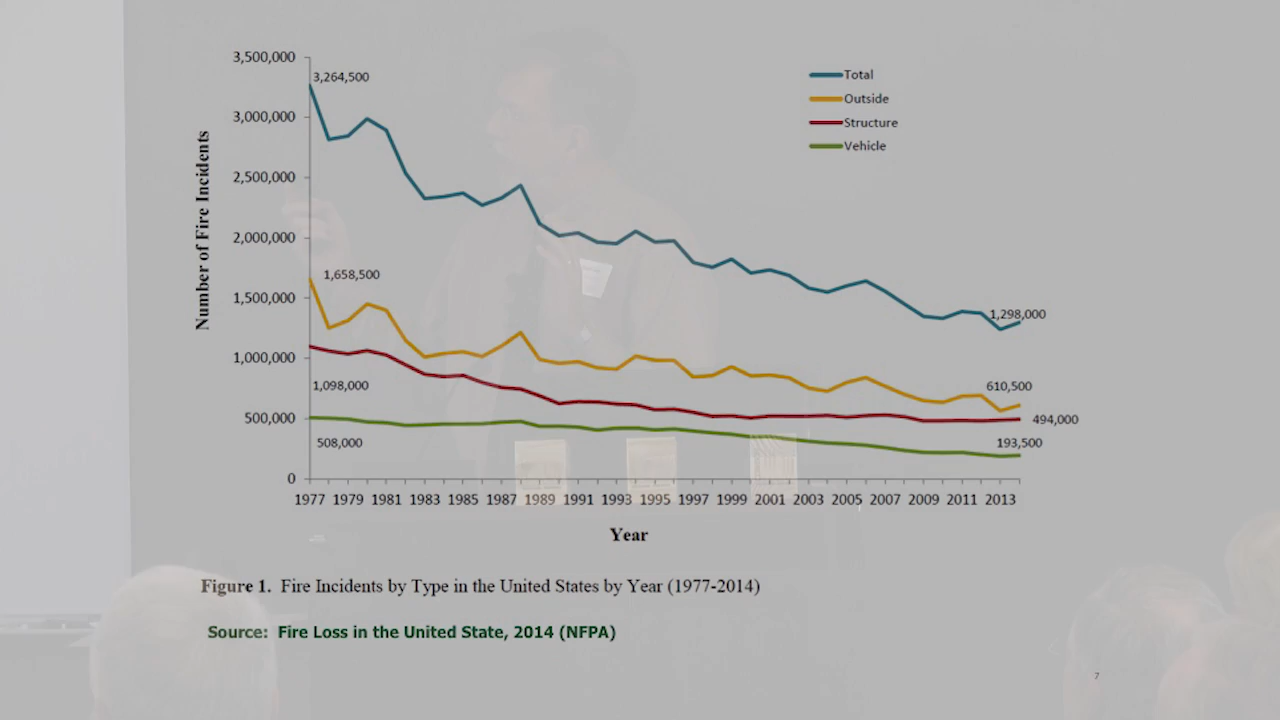 3,500,000
3,264,500
Total
Outside
3,000,000
Structure
Vehicle
2,500,000
Number of Fire Incidents
2,000,000
1,658,500
1,500,000
1,298,000
1,000,000
1,098,000
610,500
500,000
494,000
508,000
193,500
0
1977 1979 1981 1983 1985 1987 1989 1991 1993 1995 1997 1999 2001 2003 2005 2007 2009 2011 2013
Year
Figure 1. Fire Incidents by Type in the United States by Year (1977-2014)
Source: Fire Loss in the United State, 2014 (NFPA)
7